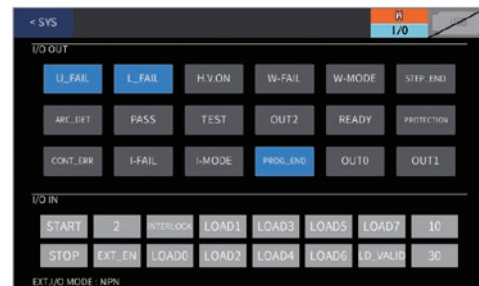 < SYS
I/O
I/O OUT
U_FAIL L_FAIL H.V.ON W-FAIL W-MODE STEP_END
ARC_DET PASS TEST OUT2 READY PROTECTION
CONT_ERR I-FAIL I-MODE PROG_END OUT0 OUT1
I/O IN
START 2 INTERLOCK LOAD1 LOAD3 LOAD5 LOAD7 10
STOP EXT_EN LOAD0 LOAD2 LOAD4 LOAD6 LD_VALID 30
EXT.I/O MODE : NPN